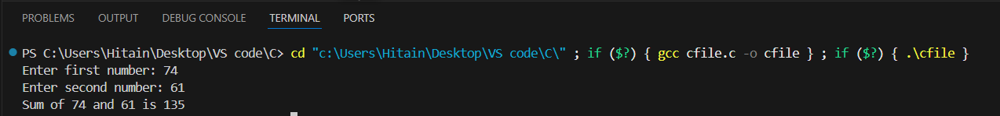 PROBLEMS OUTPUT DEBUG CONSOLE TERMINAL PORTS
PS C:\Users\Hitain\Desktop\VS code\C> cd "c:\Users\Hitain\Desktop\VS code\C\" ; if ($?) { gcc cfile.c -o cfile } ; if ($?) { .\cfile }
Enter first number: 74
Enter second number: 61
Sum of 74 and 61 is 135